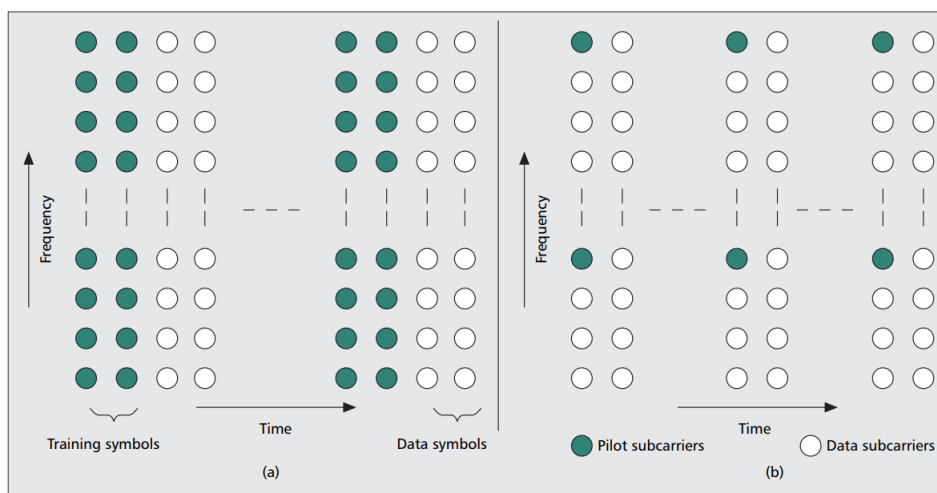 Frequency
Training symbols
Time
Data symbols
(a)
Frequency
Time
Pilot subcarriers
Data subcarriers
(b)